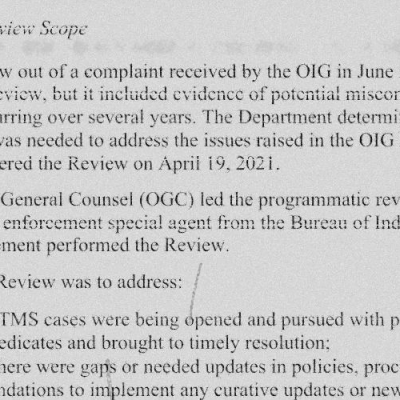 view Scope
w out of a complaint received by the OIG in June
eview, but it included evidence of potential miscon
urring over several years. The Department determi
was needed to address the issues raised in the OIG
ered the Review on April 19, 2021.
General Counsel (OGC) led the programmatic rev
enforcement special agent from the Bureau of Ind
ement performed the Review.
Review was to address:
TMS cases were being opened and pursued with p
edicates and brought to timely resolution;
here were gaps or needed updates in policies, proc
ndations to implement any curative updates or new